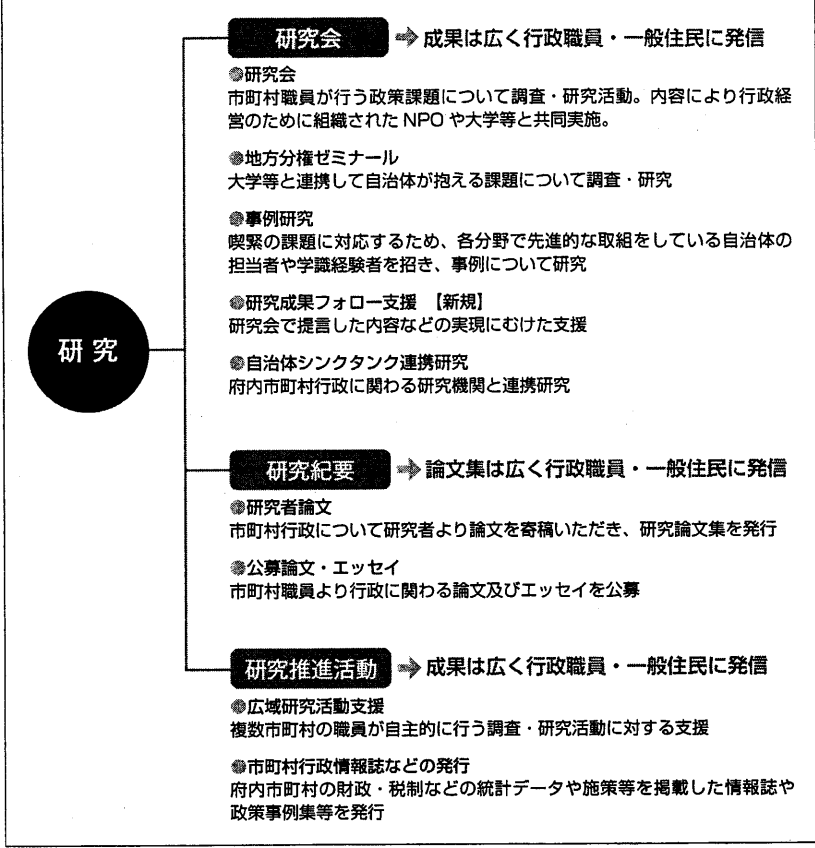 研究
研究会 → 成果は広く行政職員・一般住民に発信
●研究会
市町村職員が行う政策課題について調査・研究活動。内容により行政経
営のために組織された NPO や大学等と共同実施。
●地方分権ゼミナール
大学等と連携して自治体が抱える課題について調査・研究
●事例研究
喫緊の課題に対応するため、各分野で先進的な取組をしている自治体の
担当者や学識経験者を招き、事例について研究
●研究成果フォロー支援 【新規】
研究会で提言した内容などの実現にむけた支援
●自治体シンクタンク連携研究
府内市町村行政に関わる研究機関と連携研究
研究紀要 → 論文集は広く行政職員・一般住民に発信
●研究者論文
市町村行政について研究者より論文を寄稿いただき、研究論文集を発行
●公募論文・エッセイ
市町村職員より行政に関わる論文及びエッセイを公募
研究推進活動 → 成果は広く行政職員・一般住民に発信
●広域研究活動支援
複数市町村の職員が自主的に行う調査・研究活動に対する支援
●市町村行政情報誌などの発行
府内市町村の財政・税制などの統計データや施策等を掲載した情報誌や
政策事例集等を発行